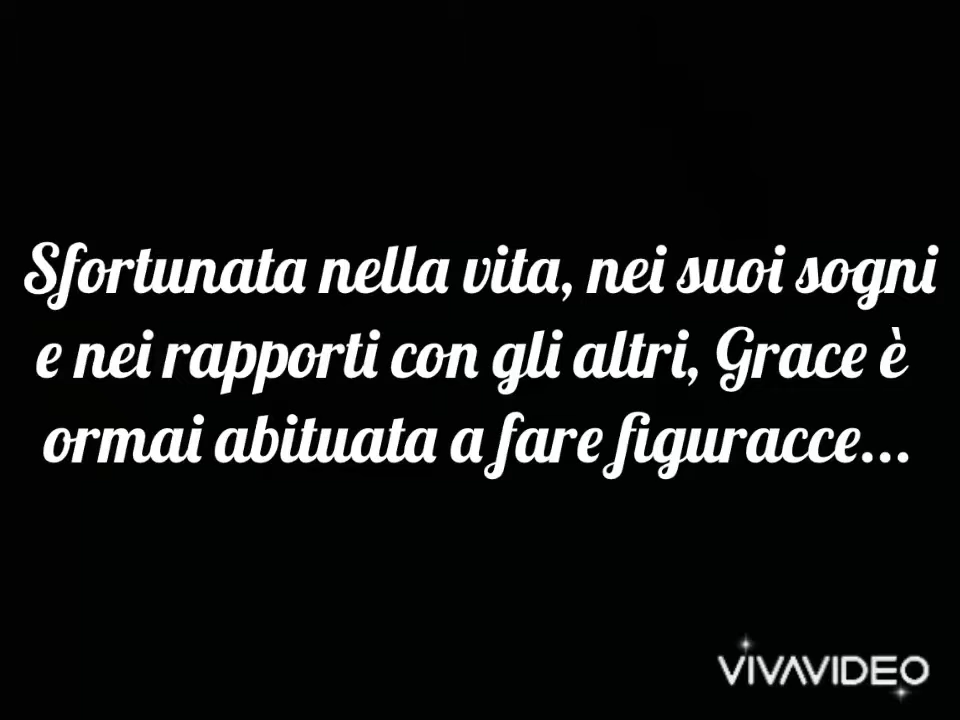 Sfortunata nella vita, nei suoi sogni
e nei rapporti con gli altri, Grace è
ormai abituata a fare figuracce...
VIVAVIDEO